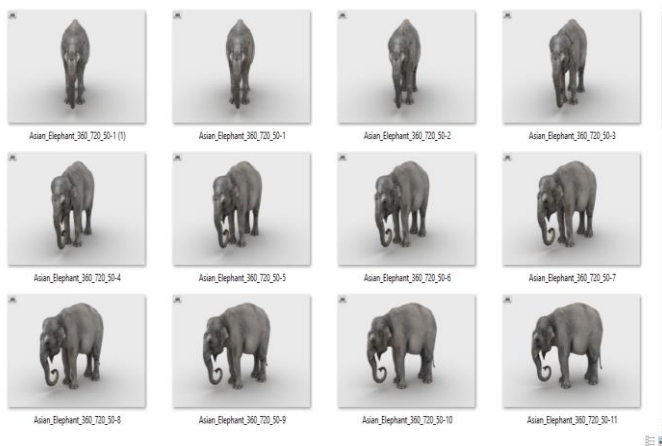 Asian_Elephant_360_720_50-1 (1)
Asian_Elephant_360_720_50-1
Asian_Elephant_360_720_50-2
Asian_Elephant_360_720_50-3
Asian_Elephant_360_720_50-4
Asian_Elephant_360_720_50-5
Asian_Elephant_360_720_50-6
Asian_Elephant_360_720_50-7
Asian_Elephant_360_720_50-8
Asian_Elephant_360_720_50-9
Asian_Elephant_360_720_50-10
Asian_Elephant_360_720_50-11